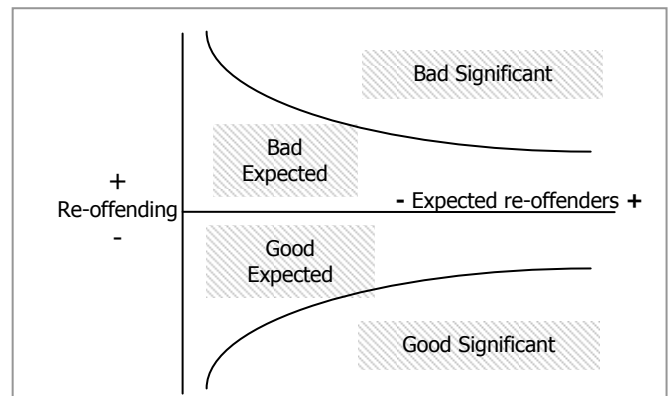 Bad Significant
Bad
Expected
+
Re-offending
-
- Expected re-offenders +
Good
Expected
Good Significant